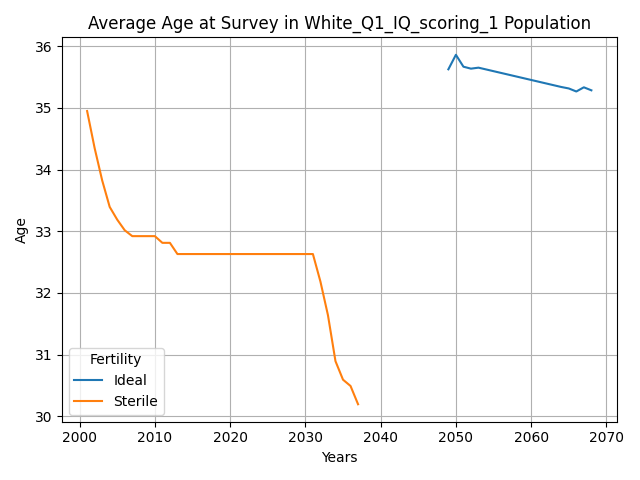 Average Age at Survey in White_Q1_IQ_scoring_1 Population
36
35
34
33
32
31
30
Age
Fertility
Ideal
Sterile
2000 2010 2020 2030 2040 2050 2060 2070
Years